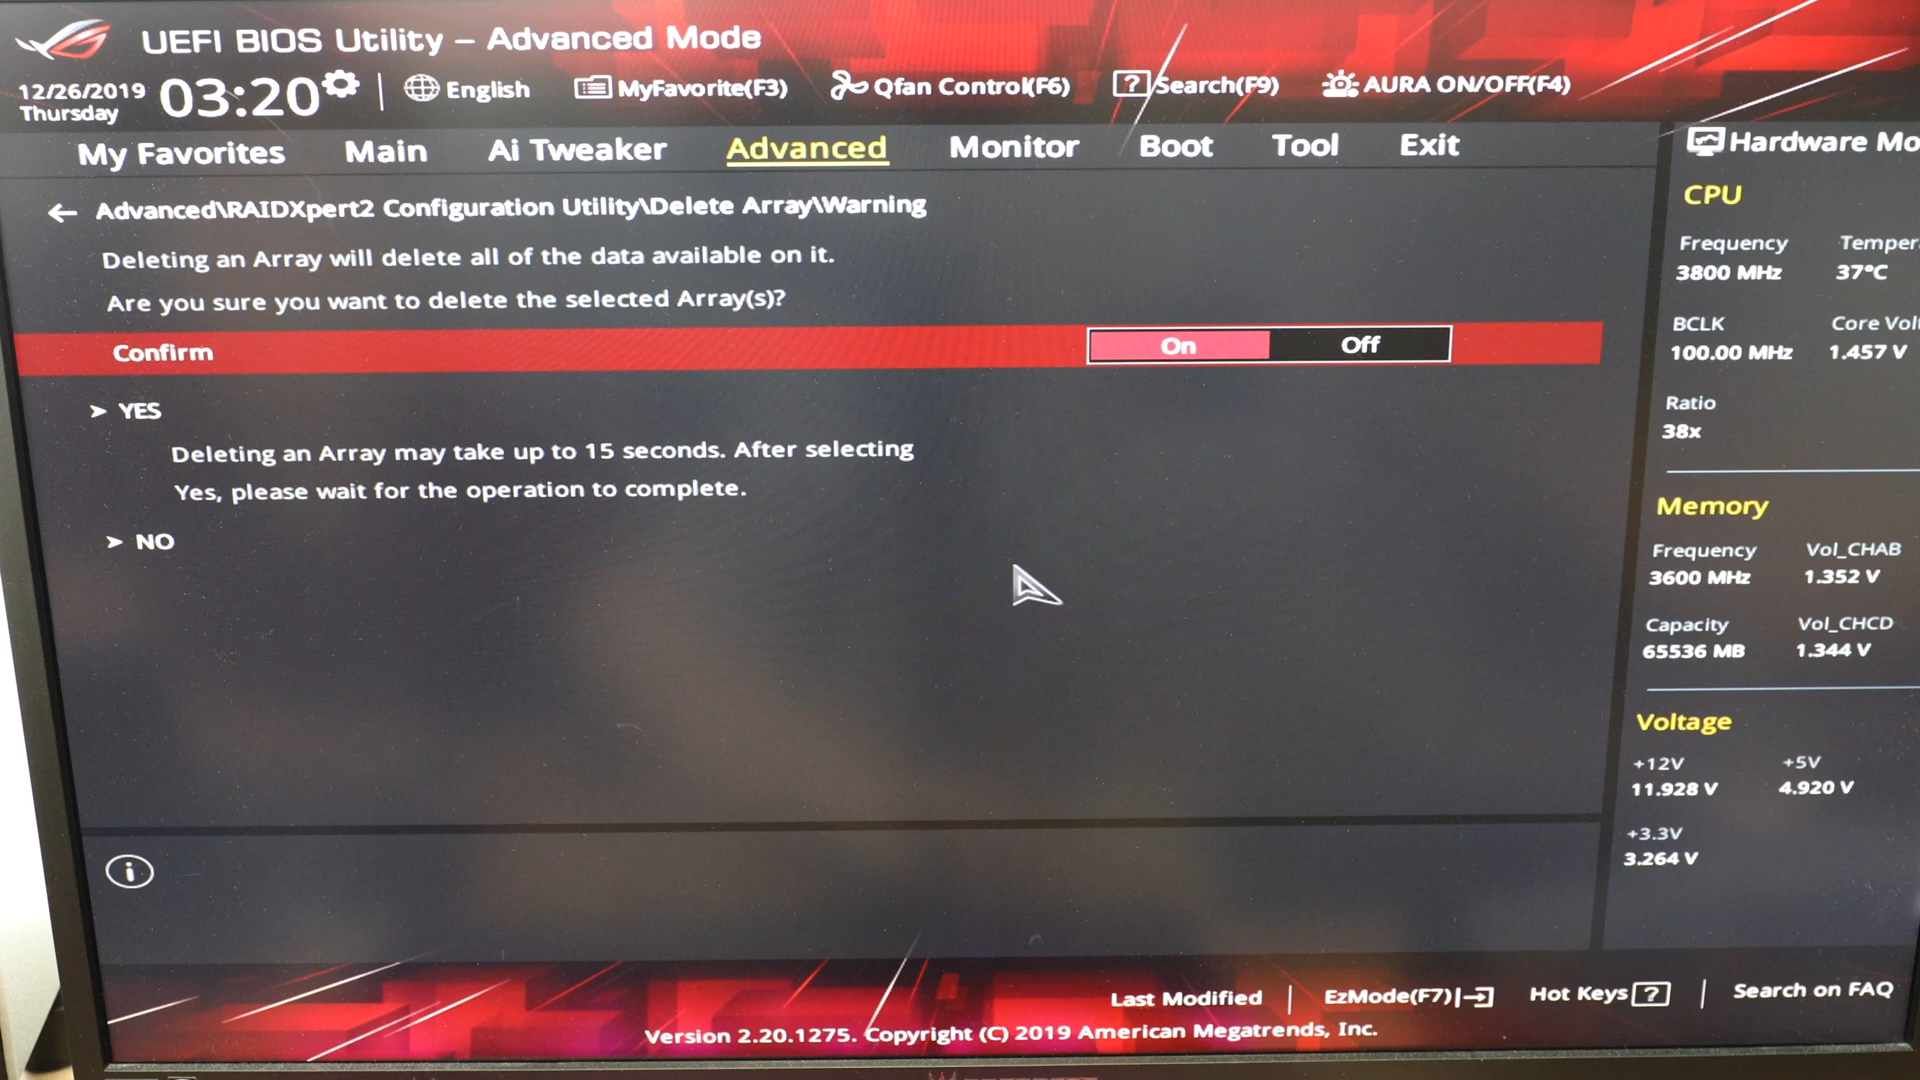 UEFI BIOS Utility – Advanced Mode
12/26/2019
Thursday
03:20
English
MyFavorite(F3)
Qfan Control(F6)
? Search(F9)
AURA ON/OFF(F4)
My Favorites
Main
Ai Tweaker
Advanced
Monitor
Boot
Tool
Exit
Advanced\RAIDXpert2 Configuration Utility\Delete Array\Warning
Deleting an Array will delete all of the data available on it.
Are you sure you want to delete the selected Array(s)?
Confirm
On
Off
YES
Deleting an Array may take up to 15 seconds. After selecting
Yes, please wait for the operation to complete.
NO
Hardware Mo
CPU
Frequency
Temper
3800 MHz
37°C
BCLK
Core Vol
100.00 MHz
1.457 V
Ratio
38x
Memory
Frequency
Vol_CHAB
3600 MHz
1.352 V
Capacity
Vol_CHCD
65536 MB
1.344 V
Voltage
+12V
+5V
11.928 V
4.920 V
+3.3V
3.264 V
Last Modified
EzMode(F7)
Hot Keys ?
Search on FAQ
Version 2.20.1275. Copyright (C) 2019 American Megatrends, Inc.